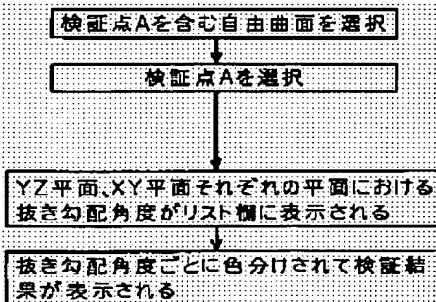 検証点Aを含む自由曲面を選択
検証点Aを選択
YZ平面、XY平面それぞれの平面における
抜き勾配角度がリスト欄に表示される
抜き勾配角度ごとに色分けされて検証結
果が表示される